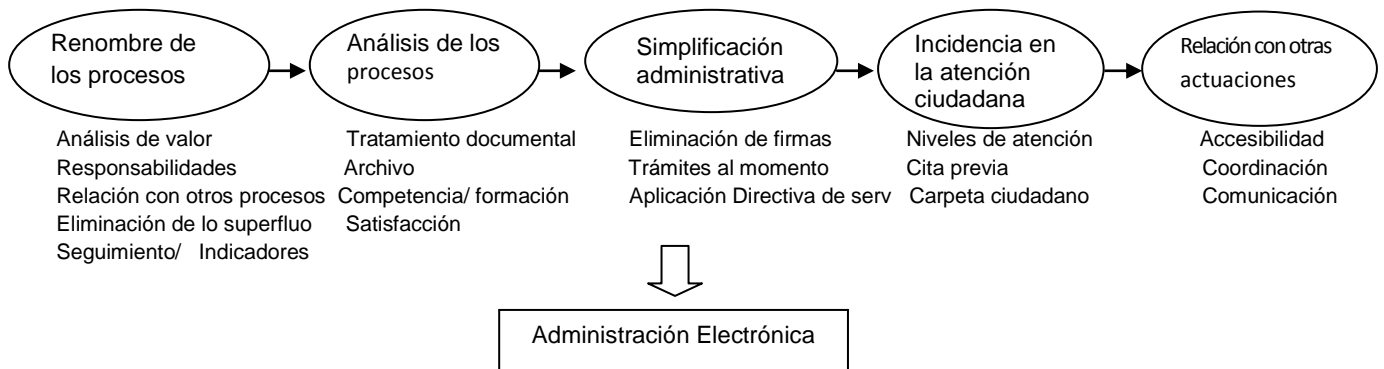 Renombre de
los procesos
Análisis de los
procesos
Simplificación
administrativa
Incidencia en
la atención
ciudadana
Relación con otras
actuaciones
Análisis de valor
Responsabilidades
Relación con otros procesos
Eliminación de lo superfluo
Seguimiento/ Indicadores
Tratamiento documental
Archivo
Competencia/ formación
Satisfacción
Eliminación de firmas
Trámites al momento
Aplicación Directiva de serv
Niveles de atención
Cita previa
Carpeta ciudadano
Accesibilidad
Coordinación
Comunicación
Administración Electrónica